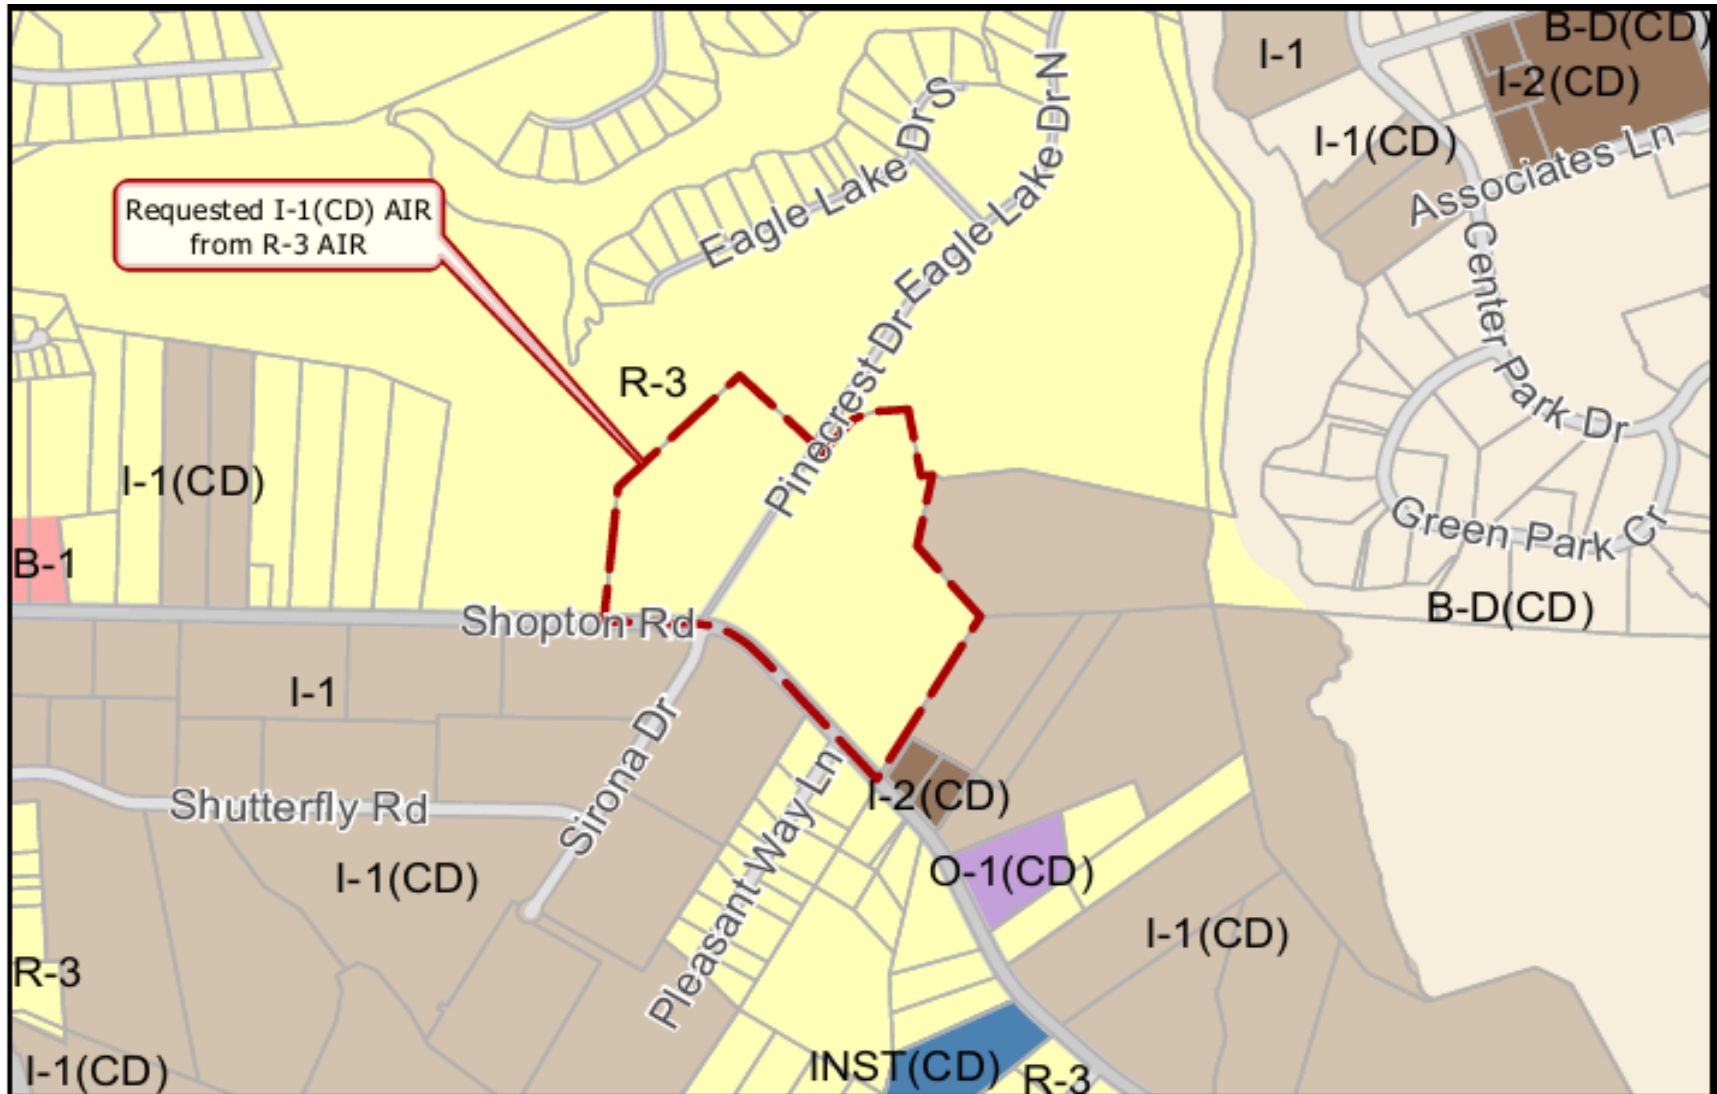 B-D(CD)
I-1
I-2(CD)
I-1(CD)
Associates Ln
Eagle Lake Dr S
Eagle Lake Dr N
Requested I-1(CD) AIR
from R-3 AIR
Center Park Dr
R-3
Pinecrest Dr
I-1(CD)
Green Park Cr
B-1
B-D(CD)
Shopton Rd
I-1
Sirona Dr
Shutterfly Rd
Pleasant Way Ln
I-2(CD)
I-1(CD)
O-1(CD)
I-1(CD)
R-3
I-1(CD)
INST(CD)
R-3